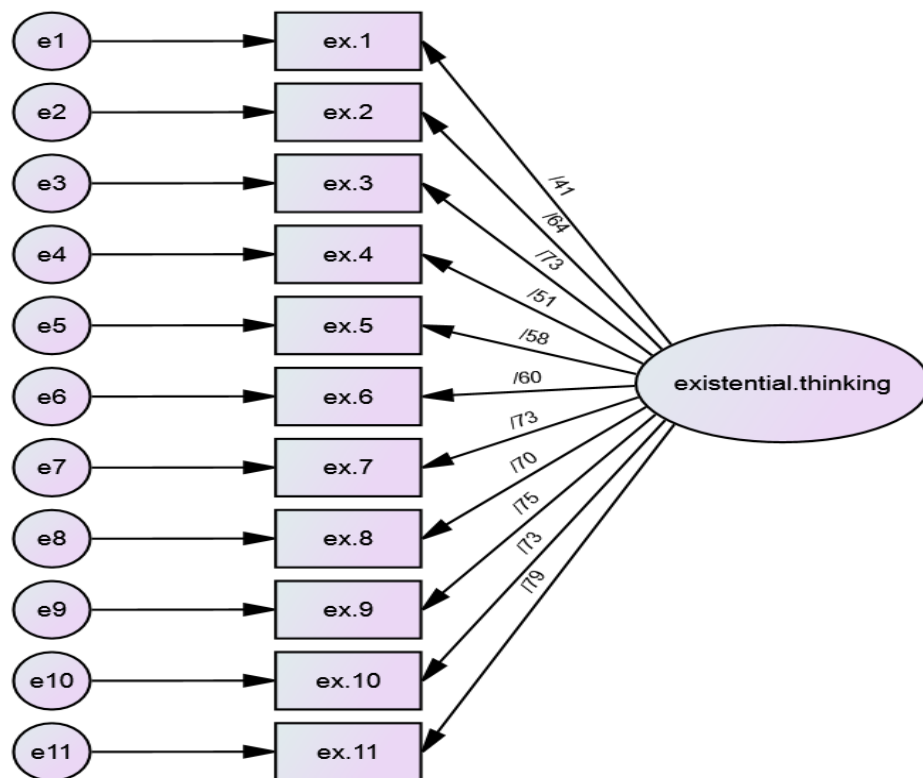 e1 ex.1
e2 ex.2
e3 ex.3
e4 ex.4
e5 ex.5
e6 ex.6
e7 ex.7
e8 ex.8
e9 ex.9
e10 ex.10
e11 ex.11
/41
/64
/73
/51
/58
/60
/73
/70
/75
/73
/79
existential.thinking